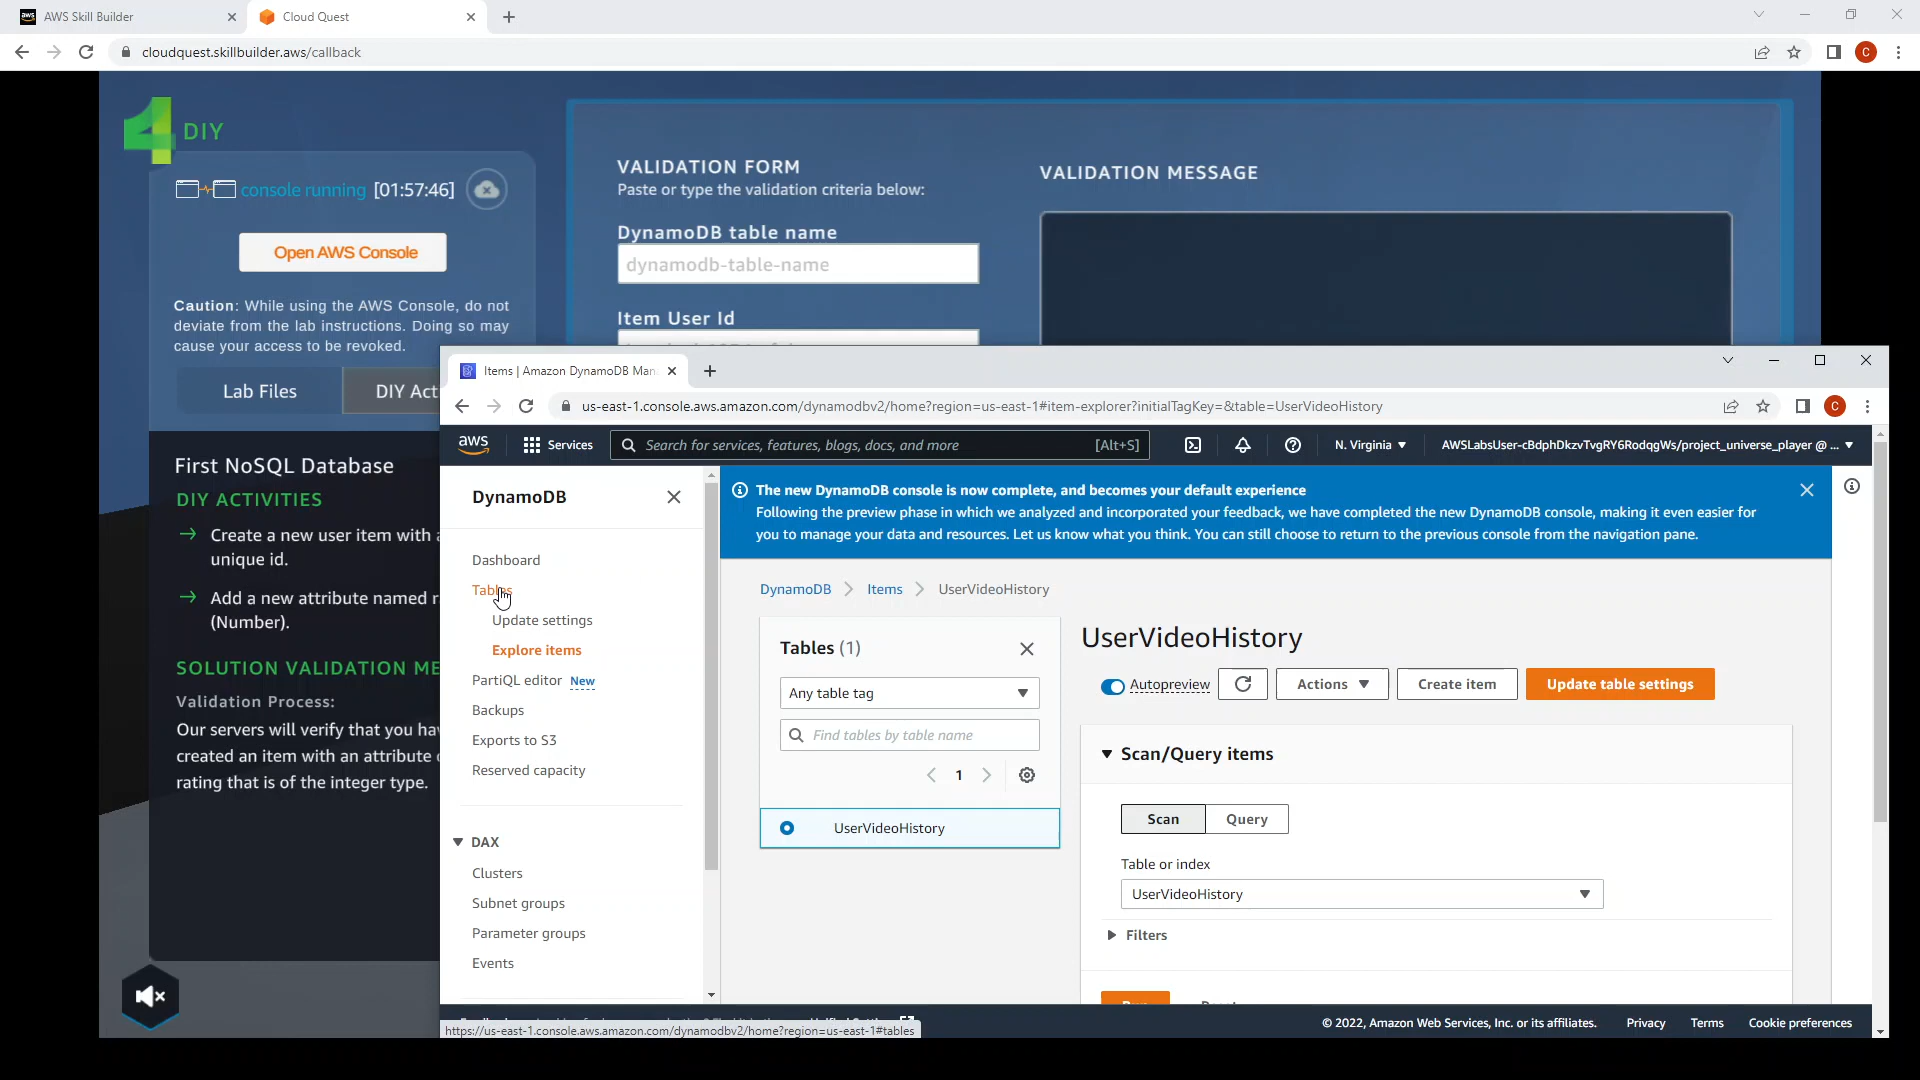 AWS Skill Builder
Cloud Quest
cloudquest.skillbuilder.aws/callback
C
4 DIY
console running [01:57:46]
Open AWS Console
Caution: While using the AWS Console, do not
deviate from the lab instructions. Doing so may
cause your access to be revoked.
Lab Files
DIY Act
First NoSQL Database
DIY ACTIVITIES
Create a new user item with a
unique id.
Add a new attribute named r
(Number).
SOLUTION VALIDATION ME
Validation Process:
Our servers will verify that you hav
created an item with an attribute
rating that is of the integer type.
VALIDATION FORM
Paste or type the validation criteria below:
DynamoDB table name
dynamodb-table-name
Item User Id
VALIDATION MESSAGE
Items | Amazon DynamoDB Man
us-east-1.console.aws.amazon.com/dynamodbv2/home?region=us-east-1#item-explorer?initialTagKey=&table=UserVideoHistory
C
aws
Services
Search for services, features, blogs, docs, and more
[Alt+S]
N. Virginia
AWSLabsUser-cBdphDkzvTvgRY6RodqgWs/project_universe_player @ ...
DynamoDB
Dashboard
Tables
Update settings
Explore items
PartiQL editor New
Backups
Exports to S3
Reserved capacity
DAX
Clusters
Subnet groups
Parameter groups
Events
The new DynamoDB console is now complete, and becomes your default experience
Following the preview phase in which we analyzed and incorporated your feedback, we have completed the new DynamoDB console, making it even easier for
you to manage your data and resources. Let us know what you think. You can still choose to return to the previous console from the navigation pane.
DynamoDB
Items
UserVideoHistory
Tables (1)
Any table tag
Find tables by table name
1
UserVideoHistory
UserVideoHistory
Autopreview
Actions
Create item
Update table settings
Scan/Query items
Scan
Query
Table or index
UserVideoHistory
Filters
https://us-east-1.console.aws.amazon.com/dynamodbv2/home?region=us-east-1#tables
© 2022, Amazon Web Services, Inc. or its affiliates.
Privacy
Terms
Cookie preferences